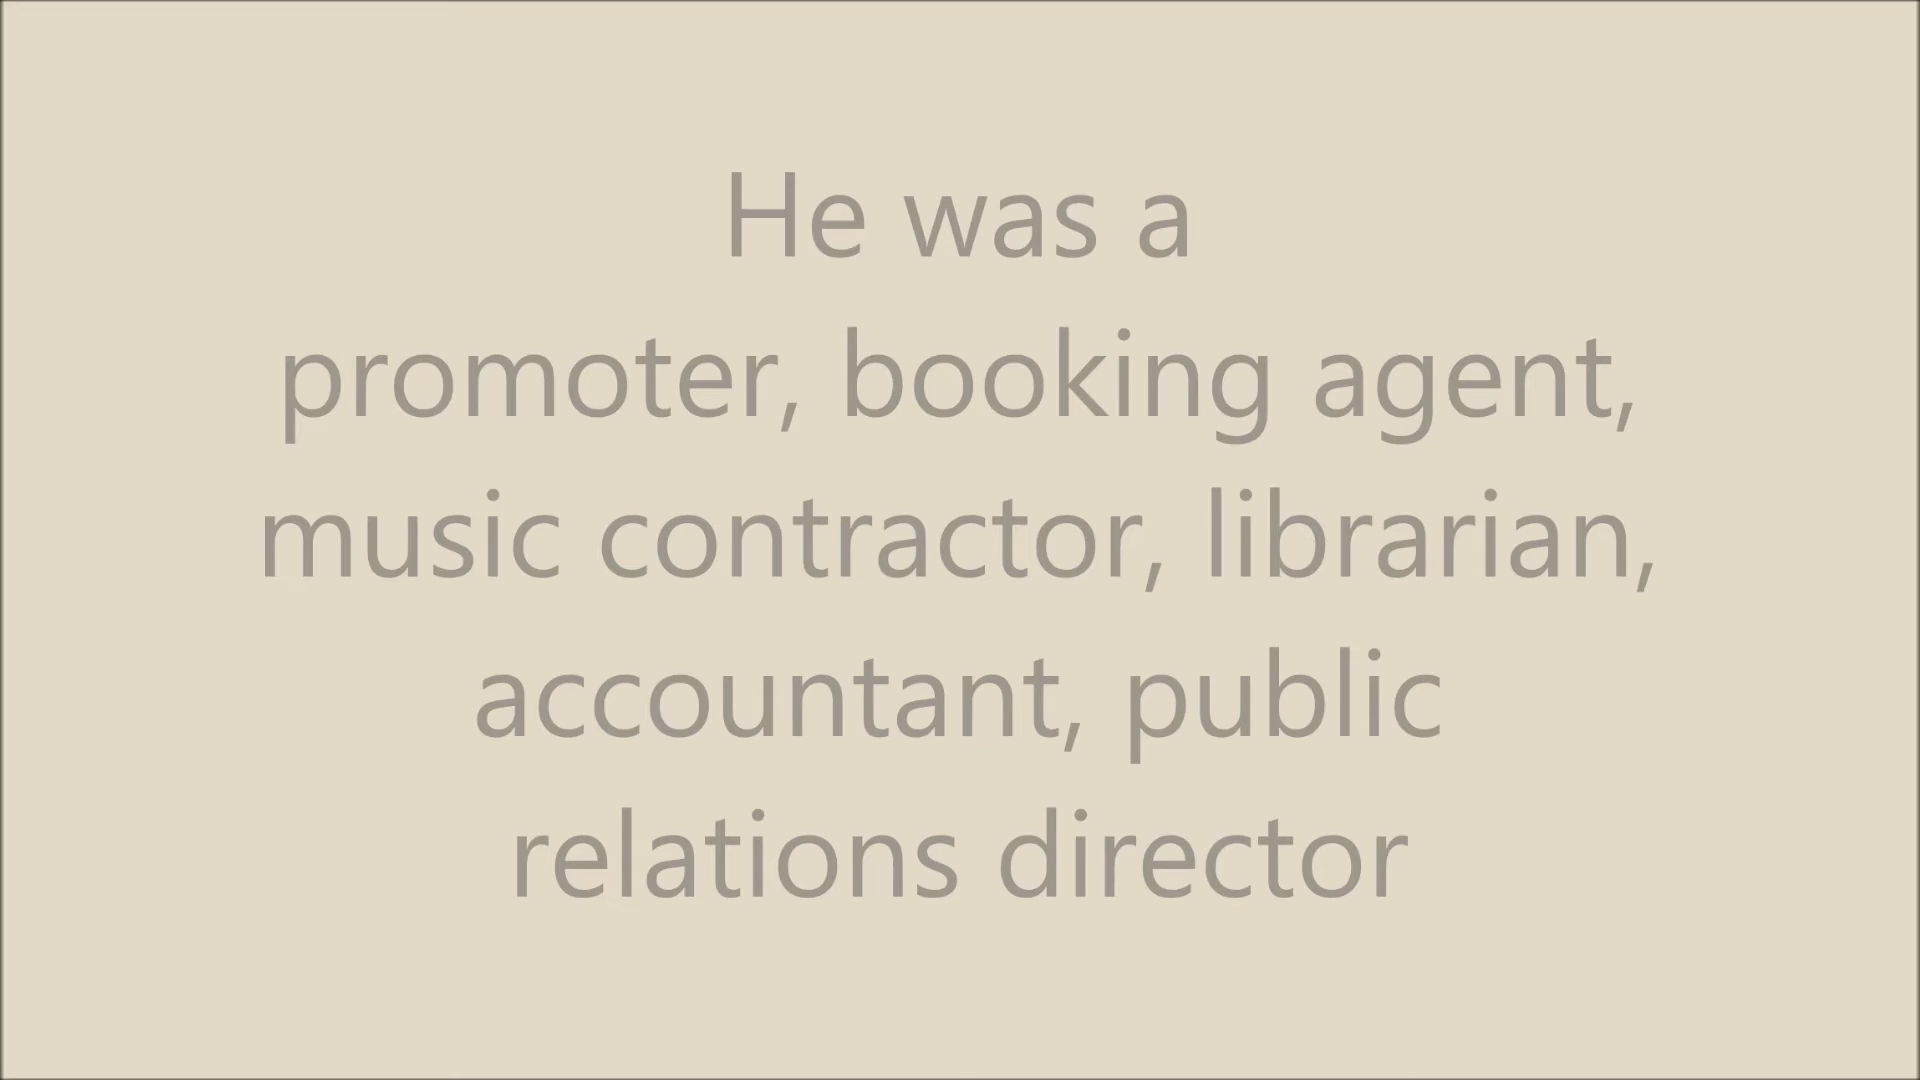 He was a
promoter, booking agent,
music contractor, librarian,
accountant, public
relations director